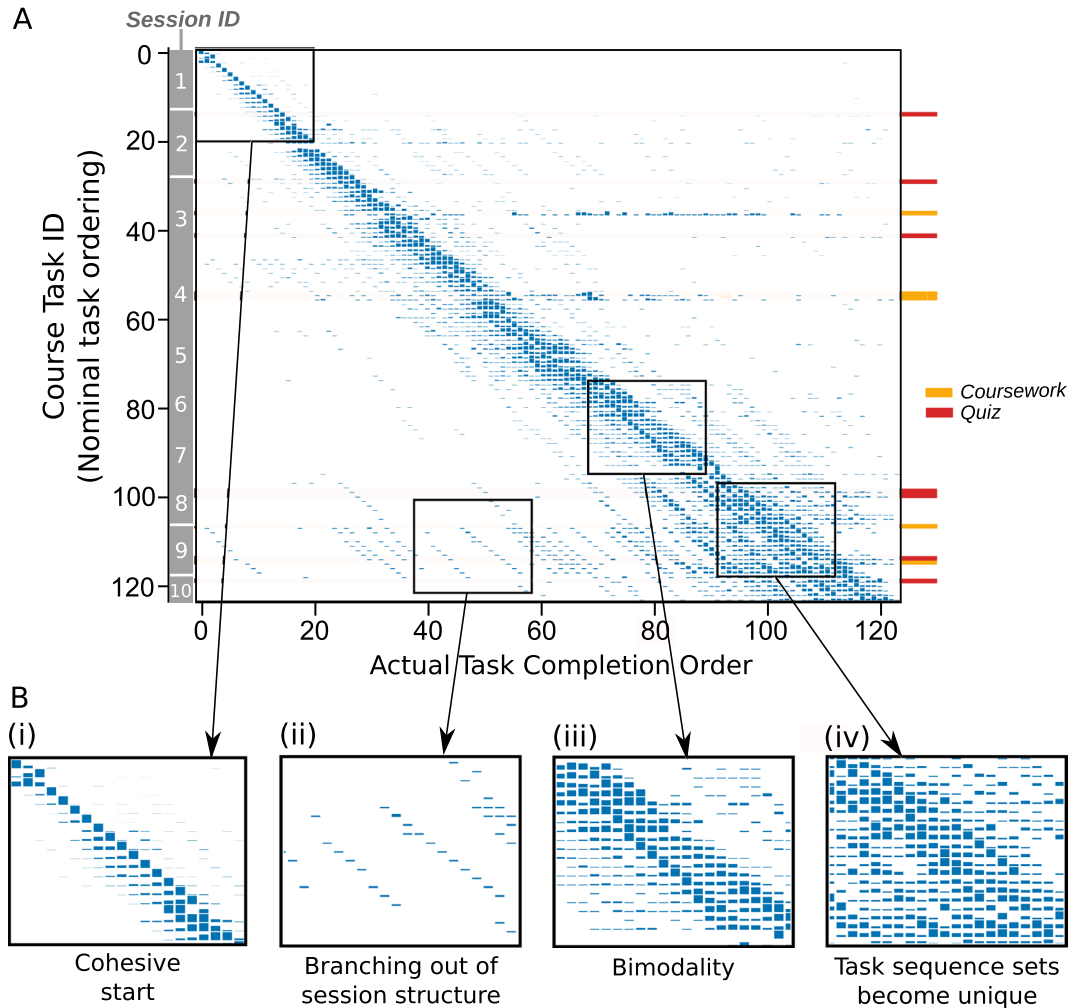 A
Session ID
0
20
40
60
80
100
120
1
2
3
4
5
6
7
8
9
10
Course Task ID
(Nominal task ordering)
Coursework
Quiz
0 20 40 60 80 100 120
Actual Task Completion Order
B
(i) (ii) (iii) (iv)
Cohesive
start
Branching out of
session structure
Bimodality
Task sequence sets
become unique